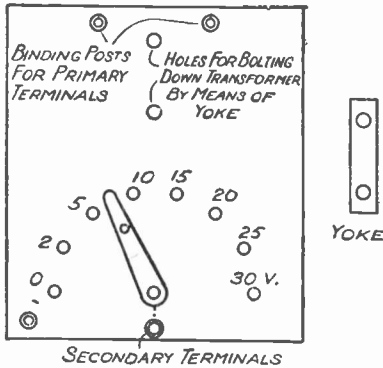 BINDING POSTS
FOR PRIMARY
TERMINALS
HOLES FOR BOLTING
DOWN TRANSFORMER
BY MEANS OF
YOKE
0
2
5
10
15
20
25
30 V.
YOKE
SECONDARY TERMINALS